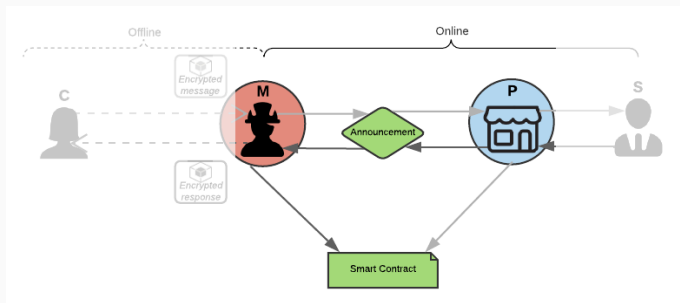 Offline
Online
Encrypted
message
C
M
P
S
Announcement
Encrypted
response
Smart Contract